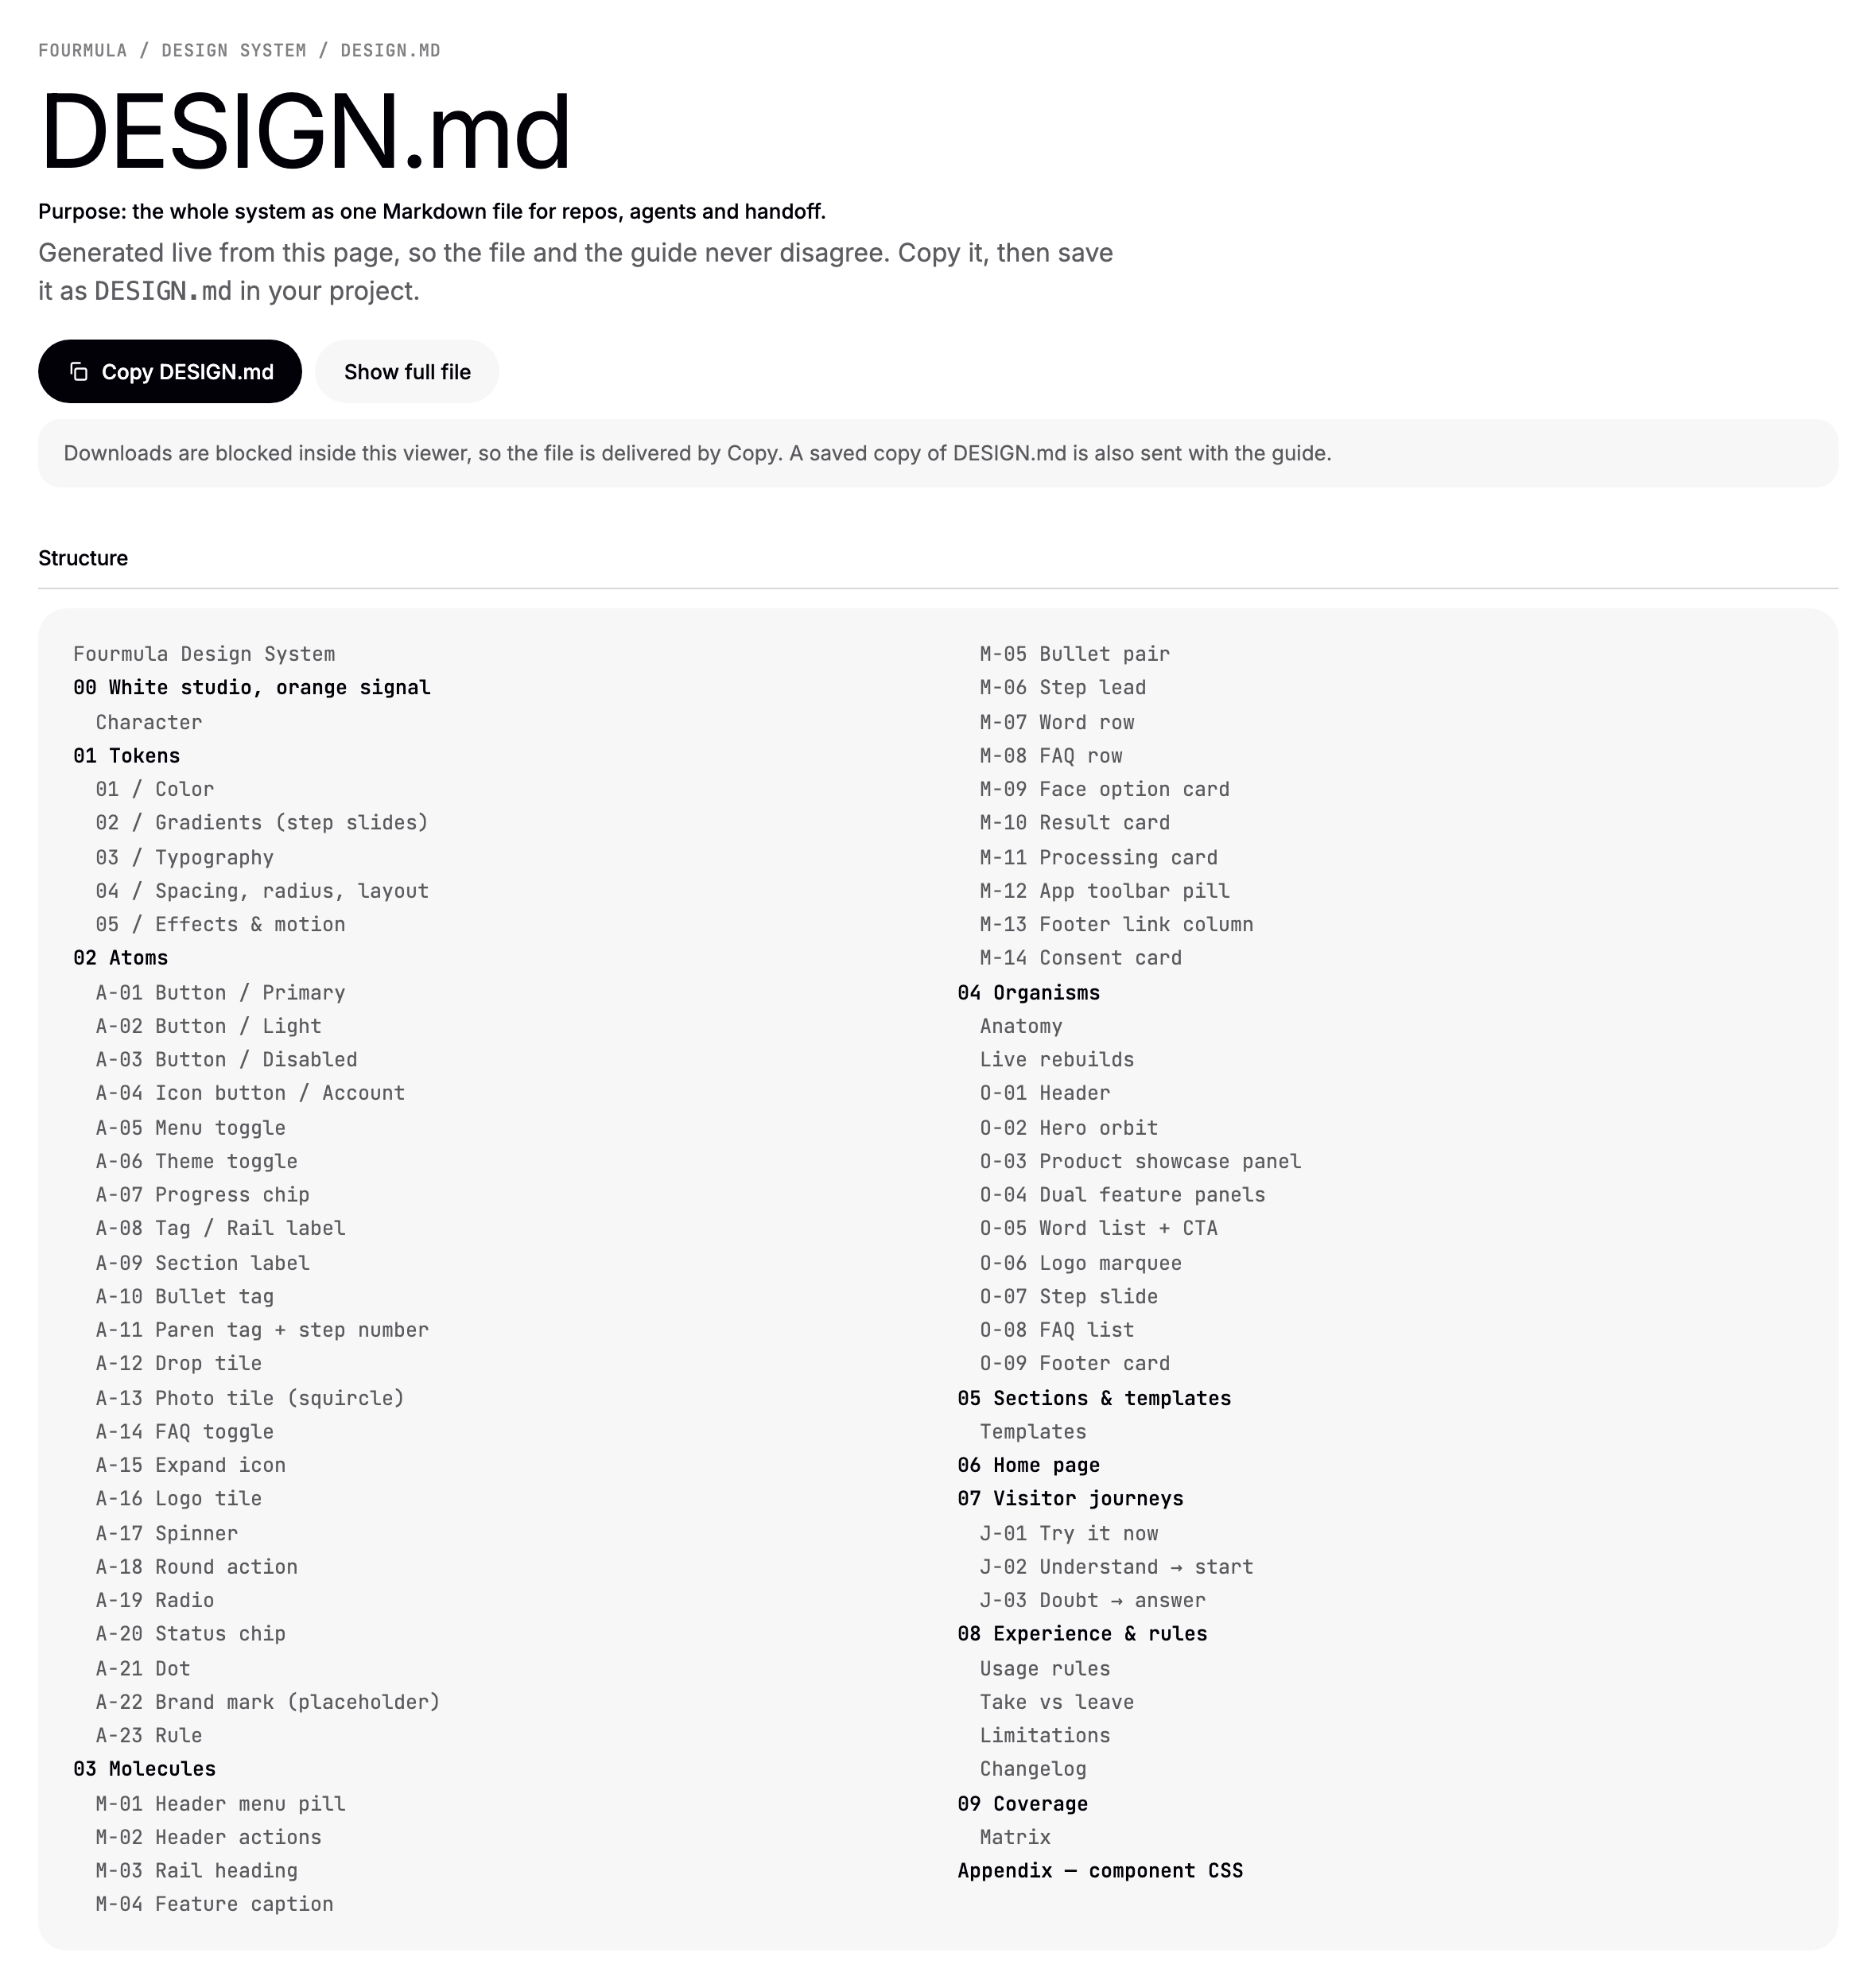 FOURMULA / DESIGN SYSTEM / DESIGN.MD
DESIGN.md
Purpose: the whole system as one Markdown file for repos, agents and handoff.
Generated live from this page, so the file and the guide never disagree. Copy it, then save
it as DESIGN.md in your project.
Copy DESIGN.md
Show full file
Downloads are blocked inside this viewer, so the file is delivered by Copy. A saved copy of DESIGN.md is also sent with the guide.
Structure
Fourmula Design System
00 White studio, orange signal
Character
01 Tokens
01 / Color
02 / Gradients (step slides)
03 / Typography
04 / Spacing, radius, layout
05 / Effects & motion
02 Atoms
A-01 Button / Primary
A-02 Button / Light
A-03 Button / Disabled
A-04 Icon button / Account
A-05 Menu toggle
A-06 Theme toggle
A-07 Progress chip
A-08 Tag / Rail label
A-09 Section label
A-10 Bullet tag
A-11 Paren tag + step number
A-12 Drop tile
A-13 Photo tile (squircle)
A-14 FAQ toggle
A-15 Expand icon
A-16 Logo tile
A-17 Spinner
A-18 Round action
A-19 Radio
A-20 Status chip
A-21 Dot
A-22 Brand mark (placeholder)
A-23 Rule
03 Molecules
M-01 Header menu pill
M-02 Header actions
M-03 Rail heading
M-04 Feature caption
M-05 Bullet pair
M-06 Step lead
M-07 Word row
M-08 FAQ row
M-09 Face option card
M-10 Result card
M-11 Processing card
M-12 App toolbar pill
M-13 Footer link column
M-14 Consent card
04 Organisms
Anatomy
Live rebuilds
O-01 Header
O-02 Hero orbit
O-03 Product showcase panel
O-04 Dual feature panels
O-05 Word list + CTA
O-06 Logo marquee
O-07 Step slide
O-08 FAQ list
O-09 Footer card
05 Sections & templates
Templates
06 Home page
07 Visitor journeys
J-01 Try it now
J-02 Understand → start
J-03 Doubt → answer
08 Experience & rules
Usage rules
Take vs leave
Limitations
Changelog
09 Coverage
Matrix
Appendix — component CSS